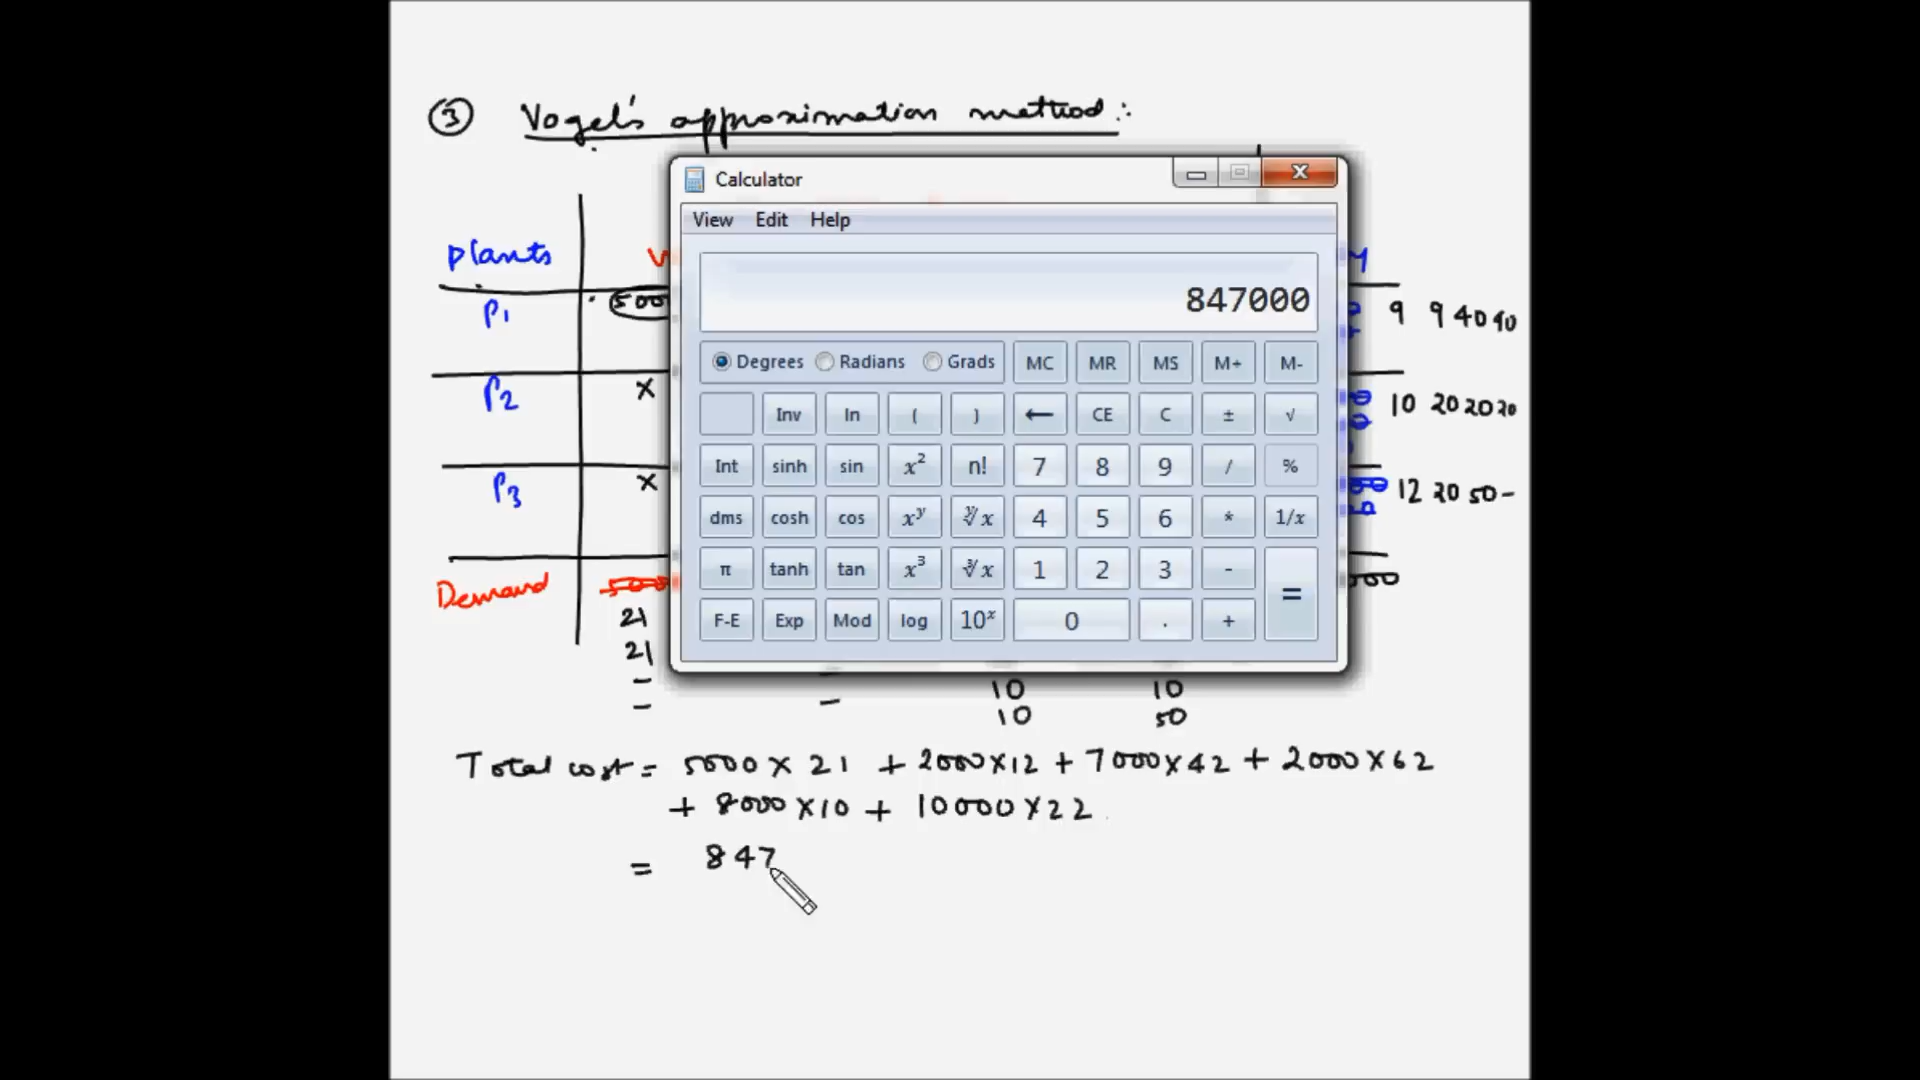 ③ Vogel's approximation method :
Calculator
View Edit Help
847000
Degrees Radians Grads MC MR MS M+ M-
Inv ln ( ) ← CE C ± √
Int sinh sin x² n! 7 8 9 / %
dms cosh cos xʸ ʸ√x 4 5 6 * 1/x
π tanh tan x³ ³√x 1 2 3 - =
F-E Exp Mod log 10ˣ 0 . +
Plants
P1 9 9 40 40
P2 X 10 20 20 20
P3 X 12 20 50 -
Demand
21
21
- - 10 10
- - 10 50
Total cost = 5000 X 21 + 2000 X 12 + 7000 X 42 + 2000 X 62
+ 8000 X 10 + 10000 X 22
= 847